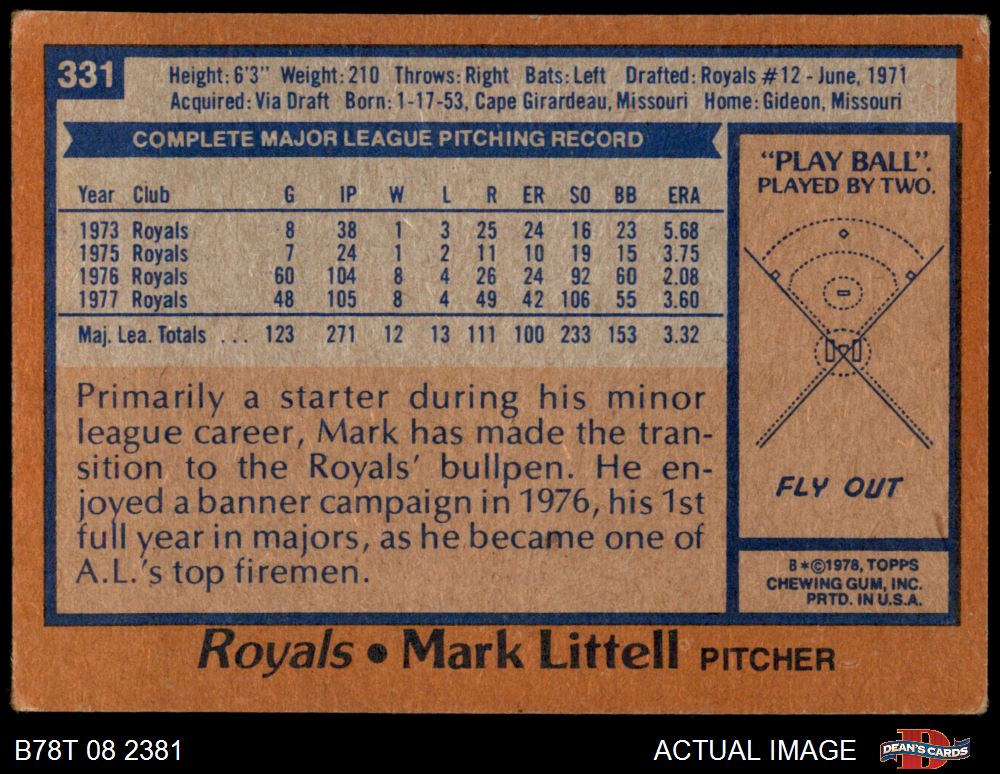 331
Height: 6'3" Weight: 210 Throws: Right Bats: Left Drafted: Royals #12 - June, 1971
Acquired: Via Draft Born: 1-17-53, Cape Girardeau, Missouri Home: Gideon, Missouri
COMPLETE MAJOR LEAGUE PITCHING RECORD
Year Club G IP W L R ER SO BB ERA
1973 Royals 8 38 1 3 25 24 16 23 5.68
1975 Royals 7 24 1 2 11 10 19 15 3.75
1976 Royals 60 104 8 4 26 24 92 60 2.08
1977 Royals 48 105 8 4 49 42 106 55 3.60
Maj. Lea. Totals ... 123 271 12 13 111 100 233 153 3.32
Primarily a starter during his minor
league career, Mark has made the tran-
sition to the Royals' bullpen. He en-
joyed a banner campaign in 1976, his 1st
full year in majors, as he became one of
A.L.'s top firemen.
"PLAY BALL".
PLAYED BY TWO.
FLY OUT
B*©1978, TOPPS
CHEWING GUM, INC.
PRTD. IN U.S.A.
Royals • Mark Littell PITCHER
B78T 08 2381
ACTUAL IMAGE
D
DEAN'S CARDS